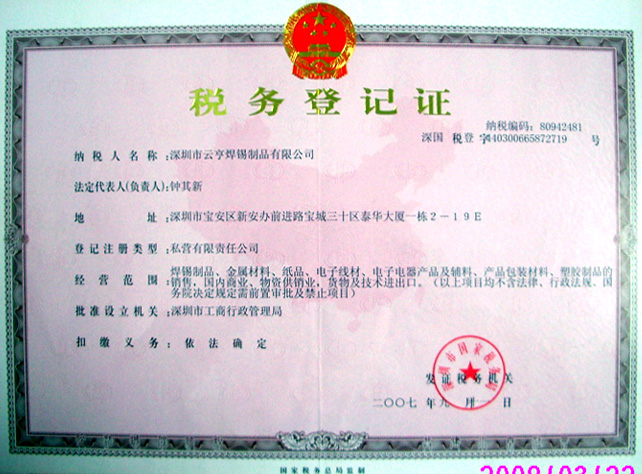 税务登记证
纳税编码：80942481
深国 税登字440300665872719 号
纳税人名称：深圳市云亨焊锡制品有限公司
法定代表人(负责人)：钟其新
地 址：深圳市宝安区新安办前进路宝城三十区泰华大厦一栋2－19E
登记注册类型：私营有限责任公司
经营范围：焊锡制品、金属材料、纸品、电子线材、电子电器产品及辅料、产品包装材料、塑胶制品的
销售，国内商业、物资供销业，货物及技术进出口。（以上项目均不含法律、行政法规、国
务院决定规定需前置审批及禁止项目）
批准设立机关：深圳市工商行政管理局
扣缴义务：依法确定
深圳市国家税务局
发证税务机关
二〇〇七年九月 日
国家税务总局监制